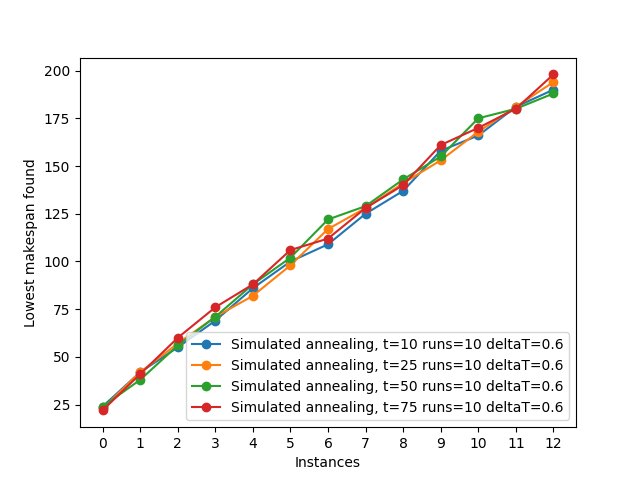 200
175
150
125
100
75
50
25
Lowest makespan found
Simulated annealing, t=10 runs=10 deltaT=0.6
Simulated annealing, t=25 runs=10 deltaT=0.6
Simulated annealing, t=50 runs=10 deltaT=0.6
Simulated annealing, t=75 runs=10 deltaT=0.6
0 1 2 3 4 5 6 7 8 9 10 11 12
Instances